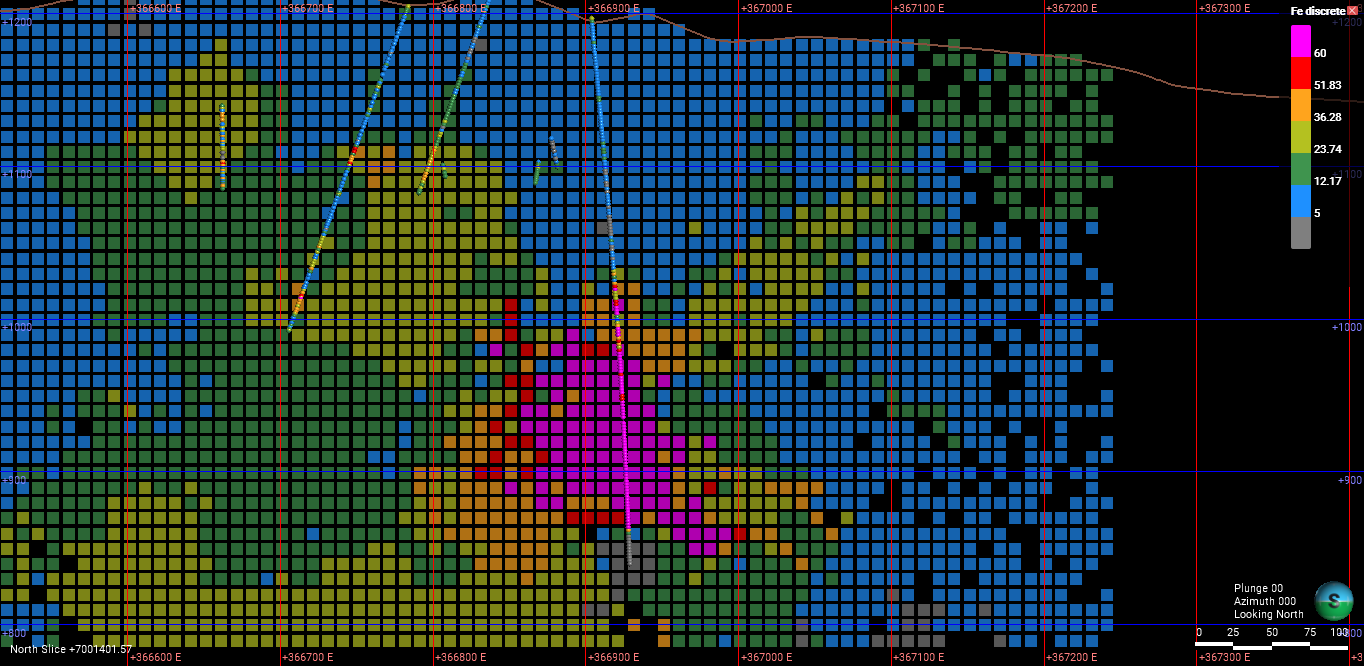 +366600 E
+366700 E
+366800 E
+366900 E
+367000 E
+367100 E
+367200 E
+367300 E
Fe discrete
+1200
+1200
60
51.83
36.28
23.74
12.17
5
+1100
+1100
+1000
+1000
+900
+900
Plunge 00
Azimuth 000
Looking North
S
+800
0 25 50 75 100
North Slice +7001401.57
+366600 E
+366700 E
+366800 E
+366900 E
+367000 E
+367100 E
+367200 E
+367300 E